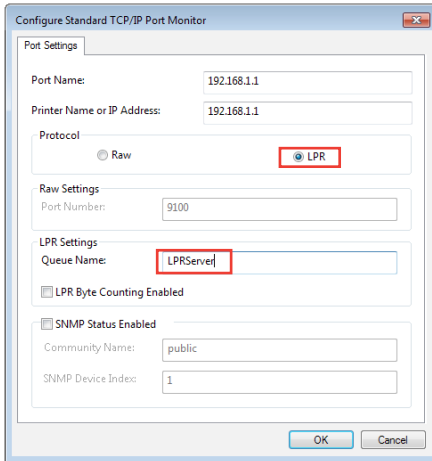 Configure Standard TCP/IP Port Monitor
Port Settings
Port Name: 192.168.1.1
Printer Name or IP Address: 192.168.1.1
Protocol
Raw LPR
Raw Settings
Port Number: 9100
LPR Settings
Queue Name: LPRServer
LPR Byte Counting Enabled
SNMP Status Enabled
Community Name: public
SNMP Device Index: 1
OK Cancel